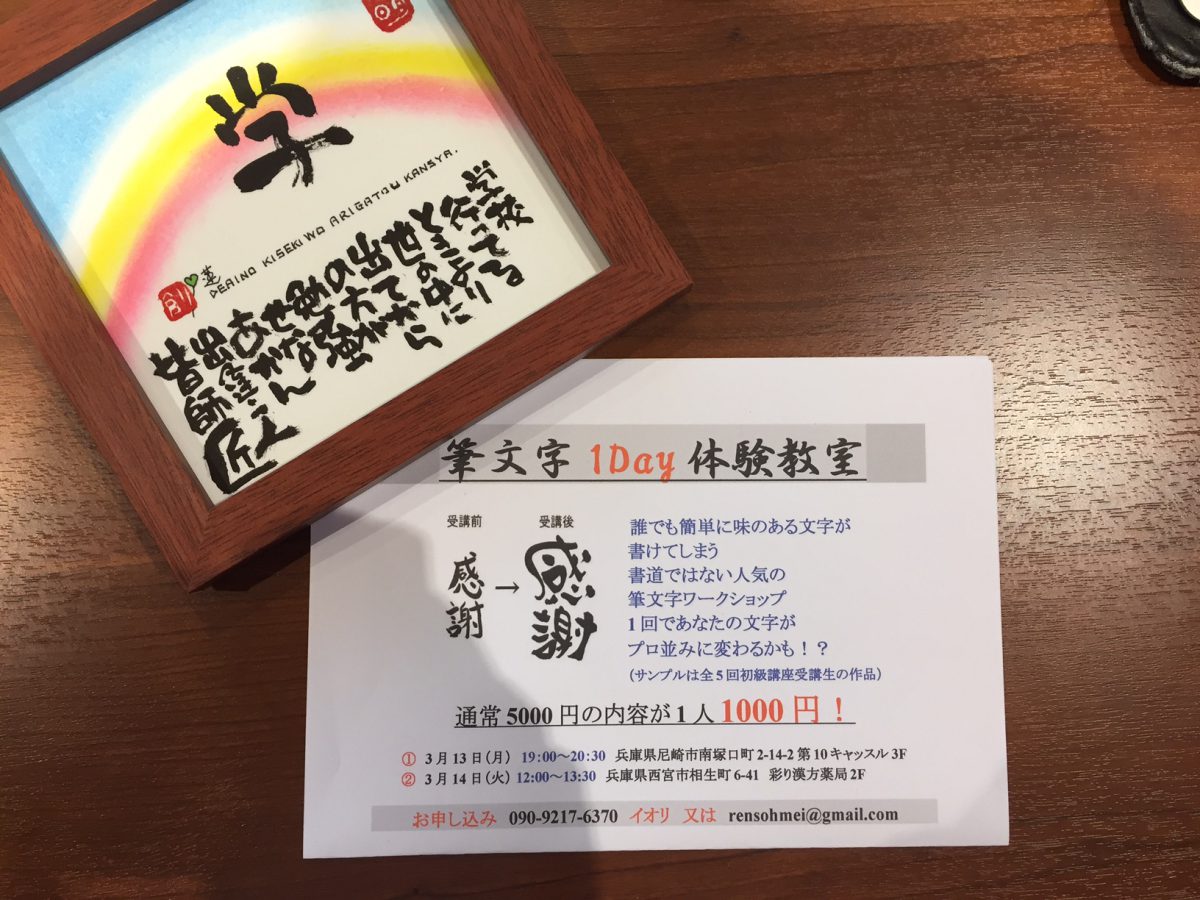 学
DEAINO KISEKI WO ARIGATOU KANSYA.
蓮
学校
行ってる
ときより
世の中に
出てから
の方が
勉強
せなな
あかん
出逢う人
皆師匠
筆文字 1Day 体験教室
受講前
受講後
感謝
→
感謝
誰でも簡単に味のある文字が
書けてしまう
書道ではない人気の
筆文字ワークショップ
1回であなたの文字が
プロ並みに変わるかも！？
（サンプルは全5回初級講座受講生の作品）
通常5000円の内容が1人1000円！
① 3月13日（月） 19:00～20:30 兵庫県尼崎市南塚口町2-14-2第10キャッスル3F
② 3月14日（火）12:00～13:30 兵庫県西宮市相生町6-41 彩り漢方薬局2F
お申し込み 090-9217-6370 イオリ 又は rensohmei@gmail.com